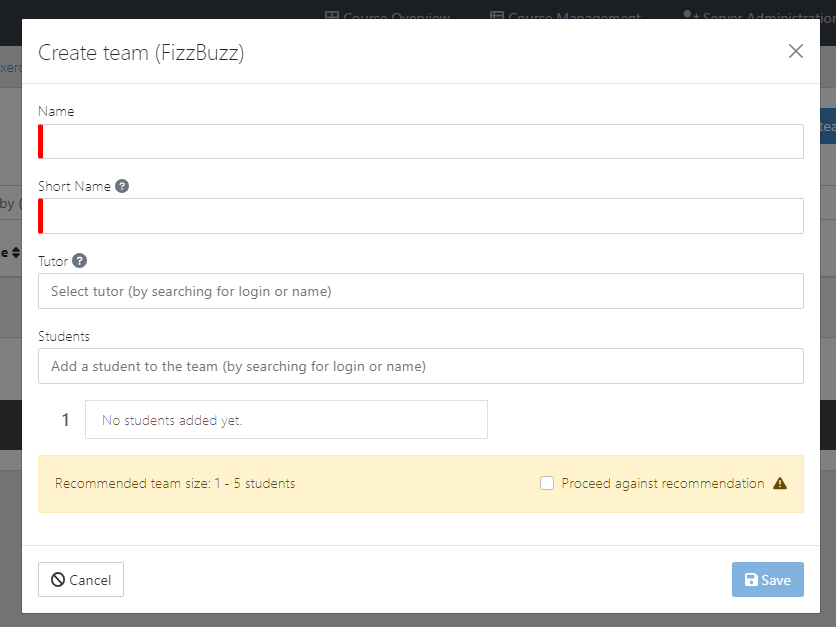 Course Overview Course Management Server Administration
Create team (FizzBuzz)
Name
Short Name
Tutor
Select tutor (by searching for login or name)
Students
Add a student to the team (by searching for login or name)
1 No students added yet.
Recommended team size: 1 - 5 students Proceed against recommendation
Cancel Save
by (